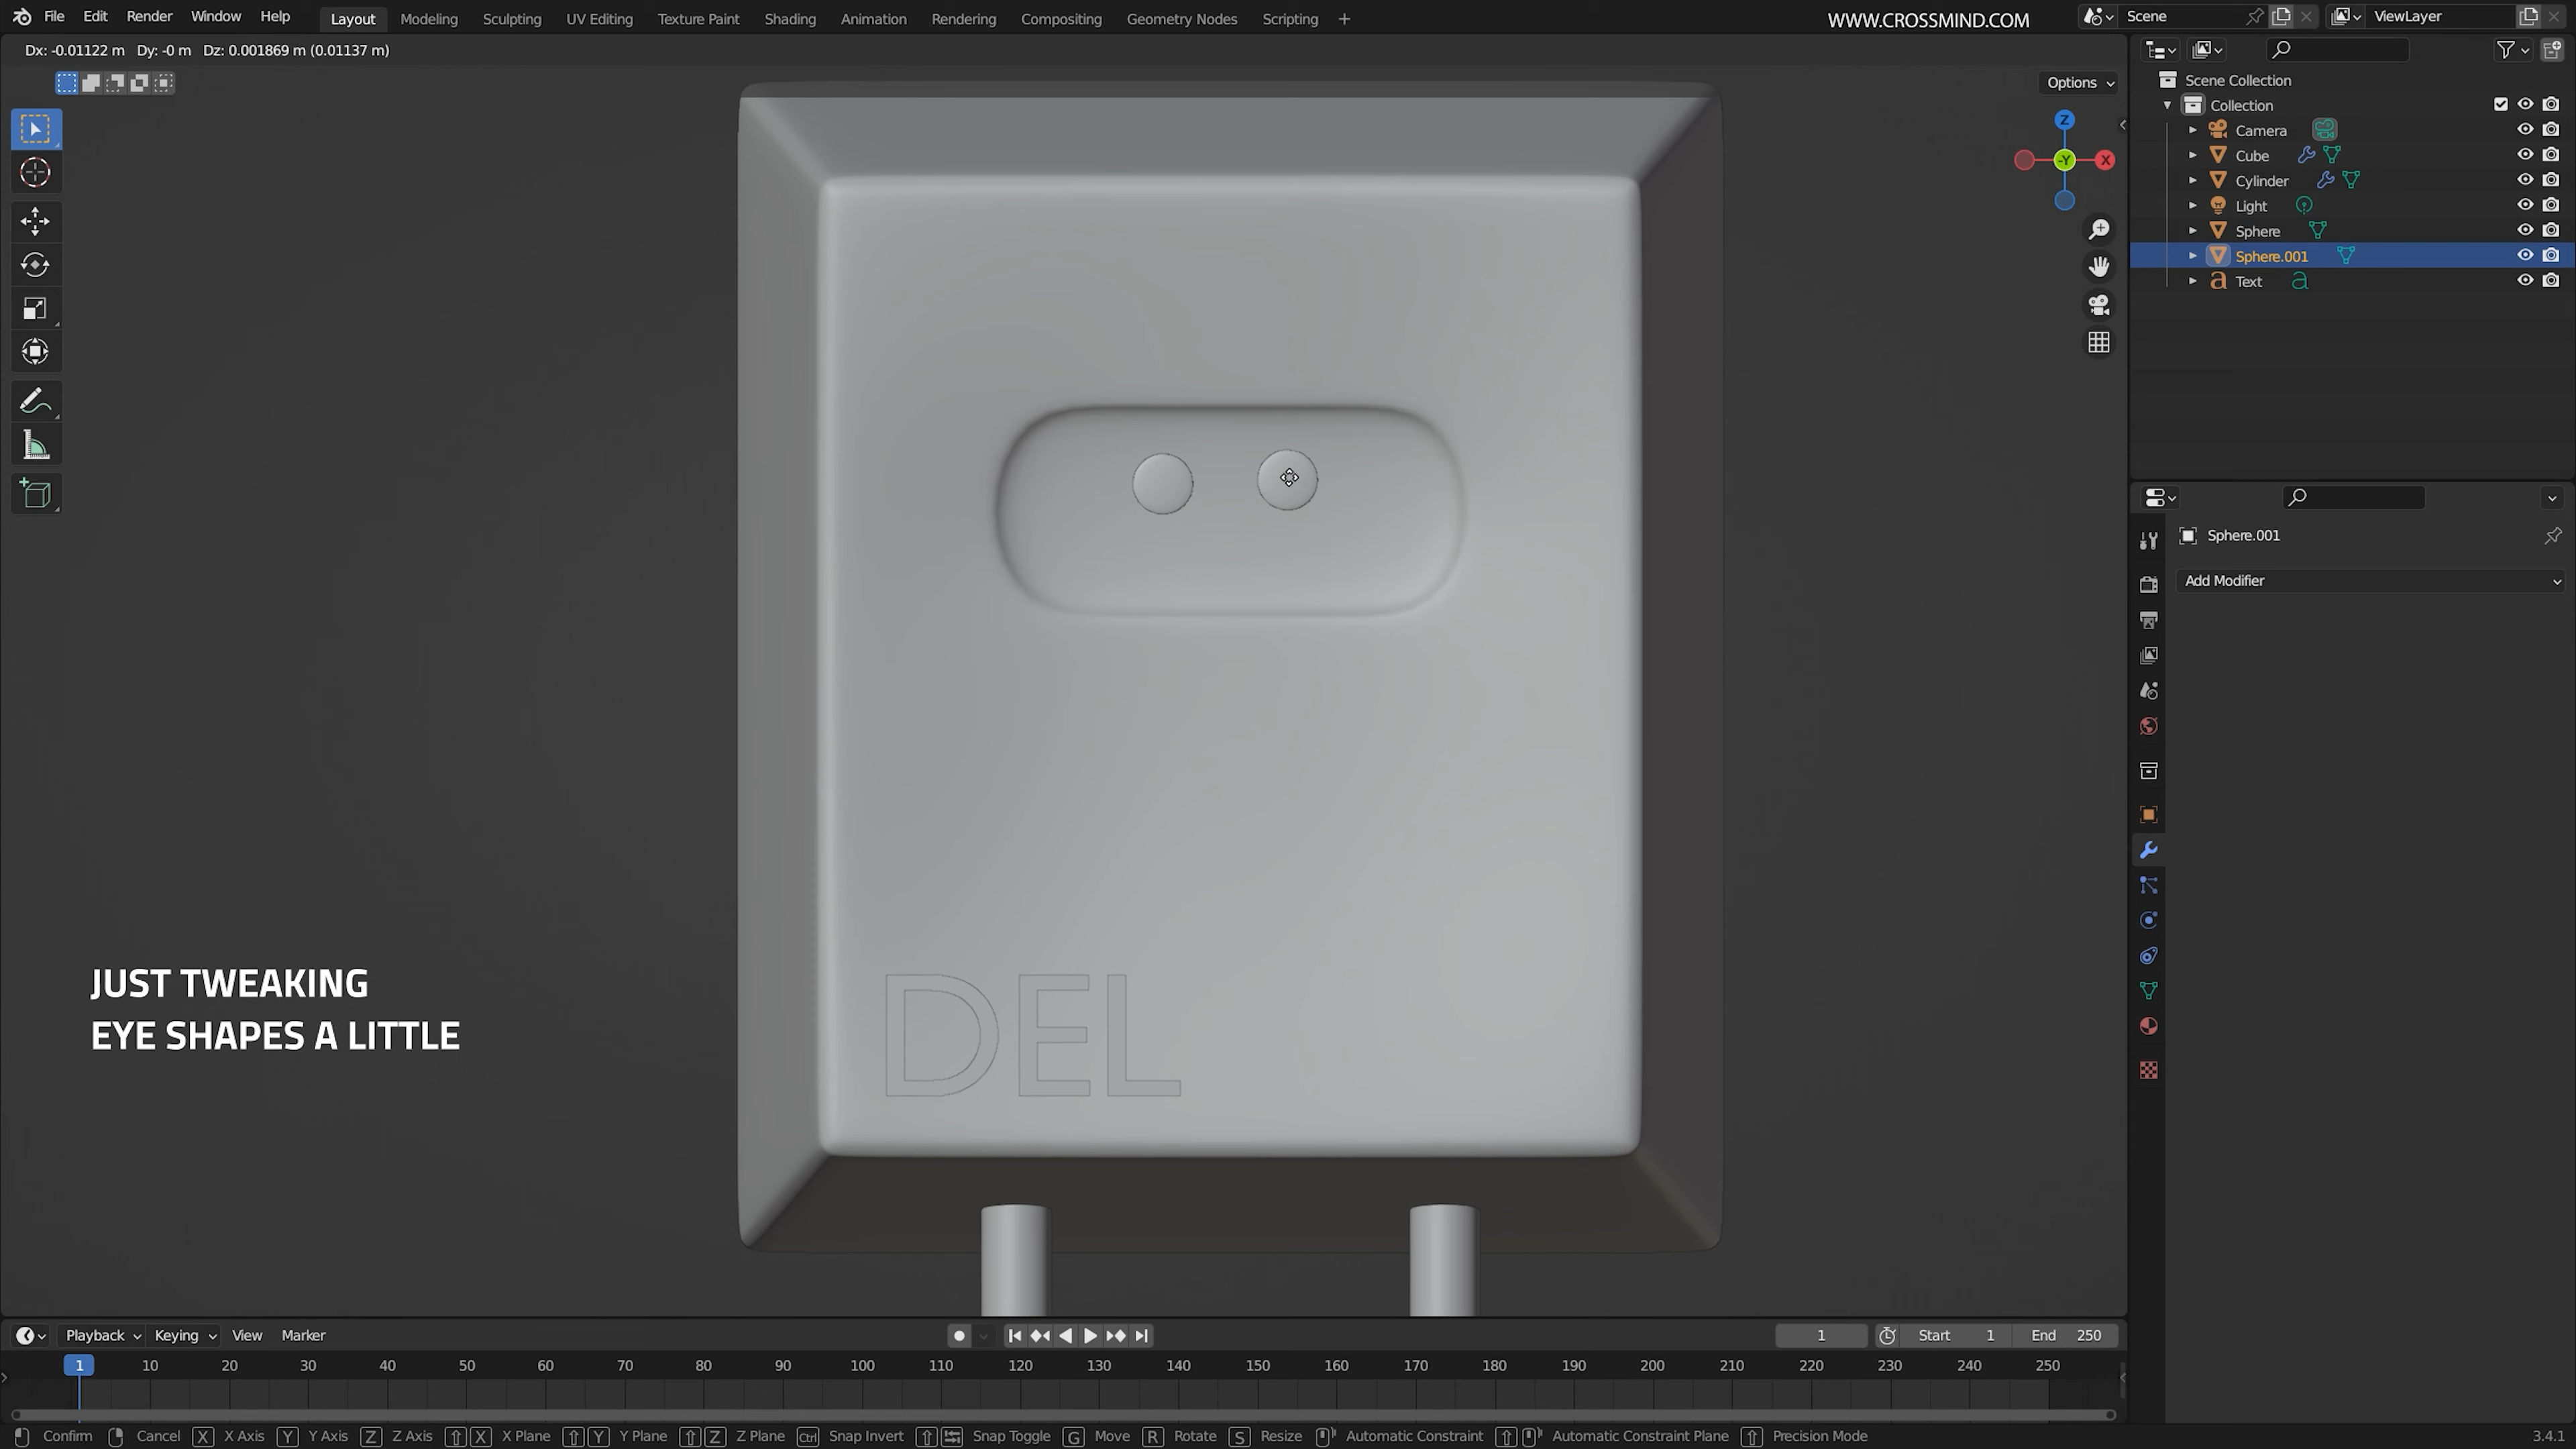 File Edit Render Window Help Layout Modeling Sculpting UV Editing Texture Paint Shading Animation Rendering Compositing Geometry Nodes Scripting + WWW.CROSSMIND.COM Scene ViewLayer
Dx: -0.01122 m Dy: -0 m Dz: 0.001869 m (0.01137 m)
Options
Z
-Y X
Scene Collection
Collection
Camera
Cube
Cylinder
Light
Sphere
Sphere.001
Text
Sphere.001
Add Modifier
JUST TWEAKING
EYE SHAPES A LITTLE
DEL
Playback Keying View Marker 1 Start 1 End 250
1 10 20 30 40 50 60 70 80 90 100 110 120 130 140 150 160 170 180 190 200 210 220 230 240 250
Confirm Cancel X X Axis Y Y Axis Z Z Axis X X Plane Y Y Plane Z Z Plane Ctrl Snap Invert Snap Toggle G Move R Rotate S Resize Automatic Constraint Automatic Constraint Plane Precision Mode 3.4.1